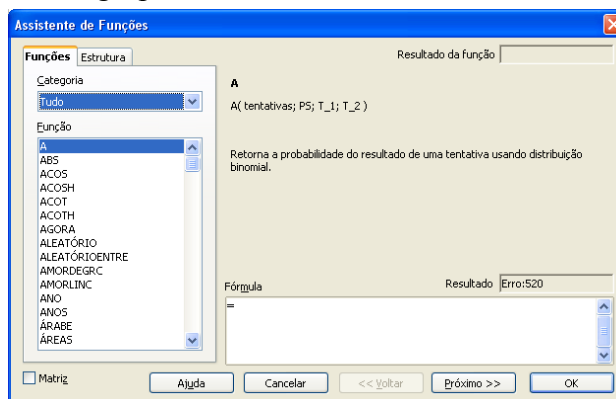 Assistente de Funções
Funções Estrutura
Resultado da função
Categoria
Tudo
Função
A
ABS
ACOS
ACOSH
ACOT
ACOTH
AGORA
ALEATÓRIO
ALEATÓRIOENTRE
AMORDEGRC
AMORLINC
ANO
ANOS
ÁRABE
ÁREAS
A
A( tentativas; PS; T_1; T_2 )
Retorna a probabilidade do resultado de uma tentativa usando distribuição
binomial.
Fórmula
Resultado Erro:520
=
Matriz
Ajuda Cancelar << Voltar Próximo >> OK